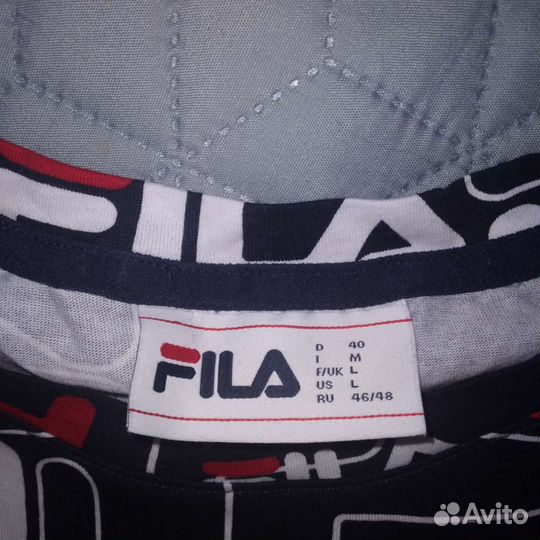 FILA
FILA
D 40
I M
F/UK L
US L
RU 46/48
Avito